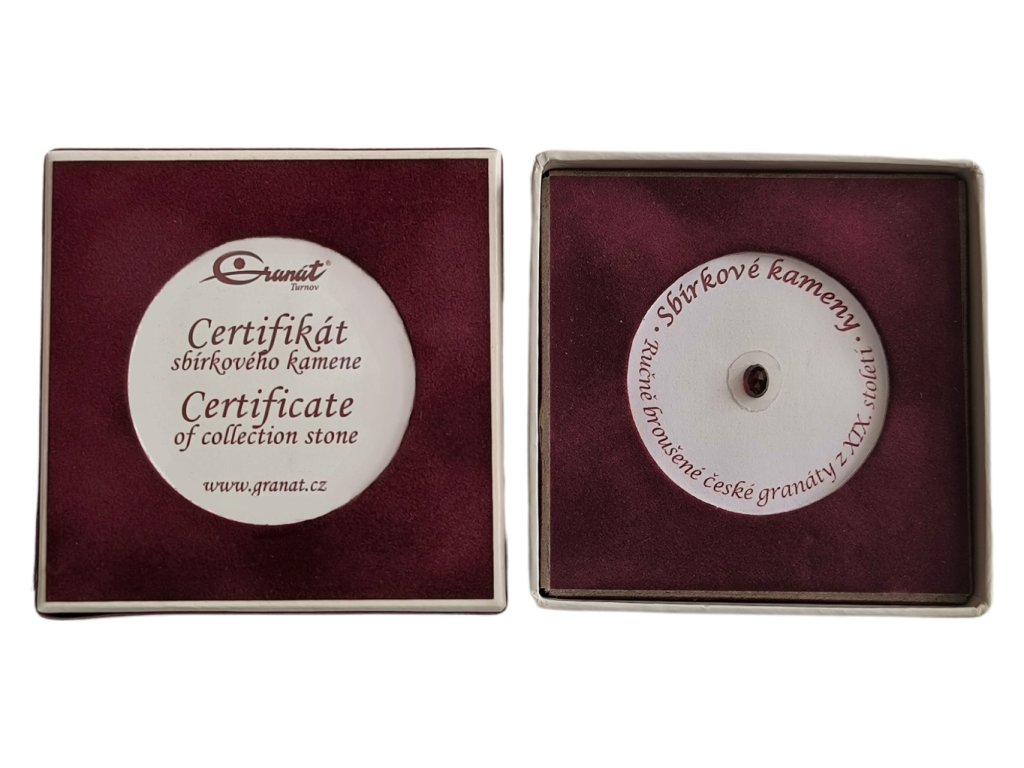 Granát®
Turnov
Certifikát
sbírkového kamene
Certificate
of collection stone
www.granat.cz
Sbírkové kameny
· Ručně broušené české granáty z XIX. století ·